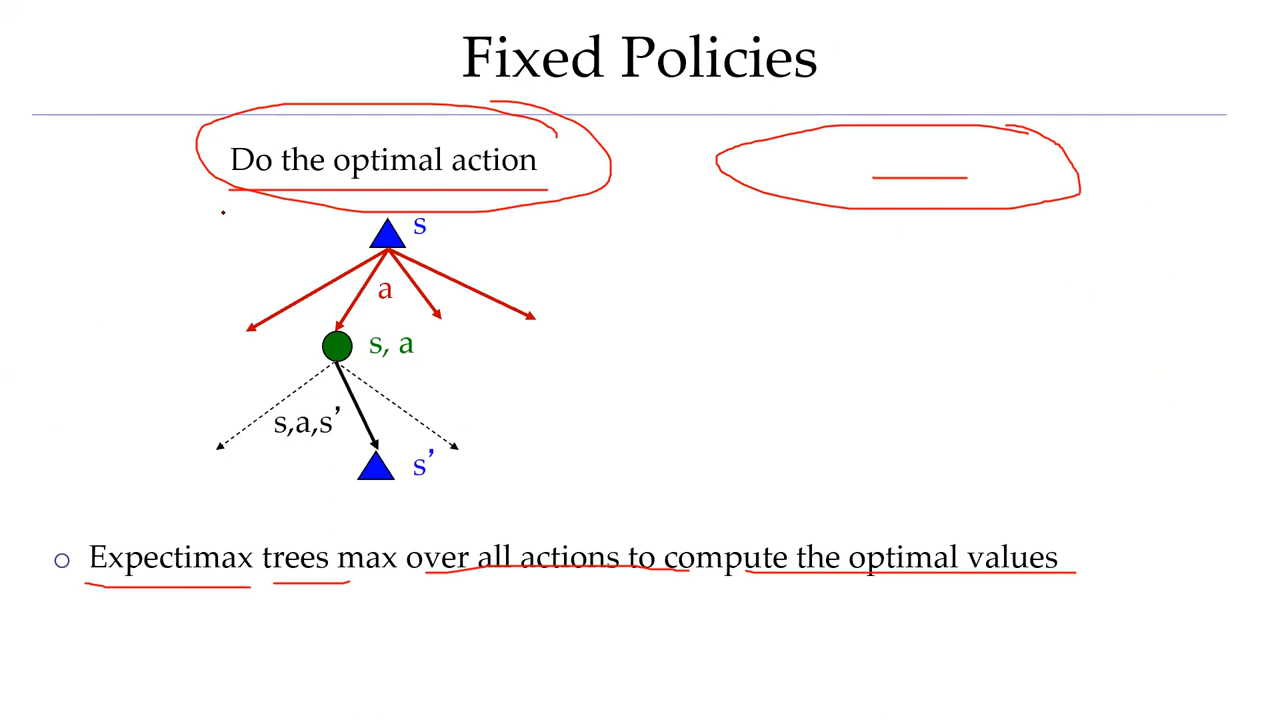 Fixed Policies
Do the optimal action
s
a
s, a
s,a,s’
s’
Expectimax trees max over all actions to compute the optimal values